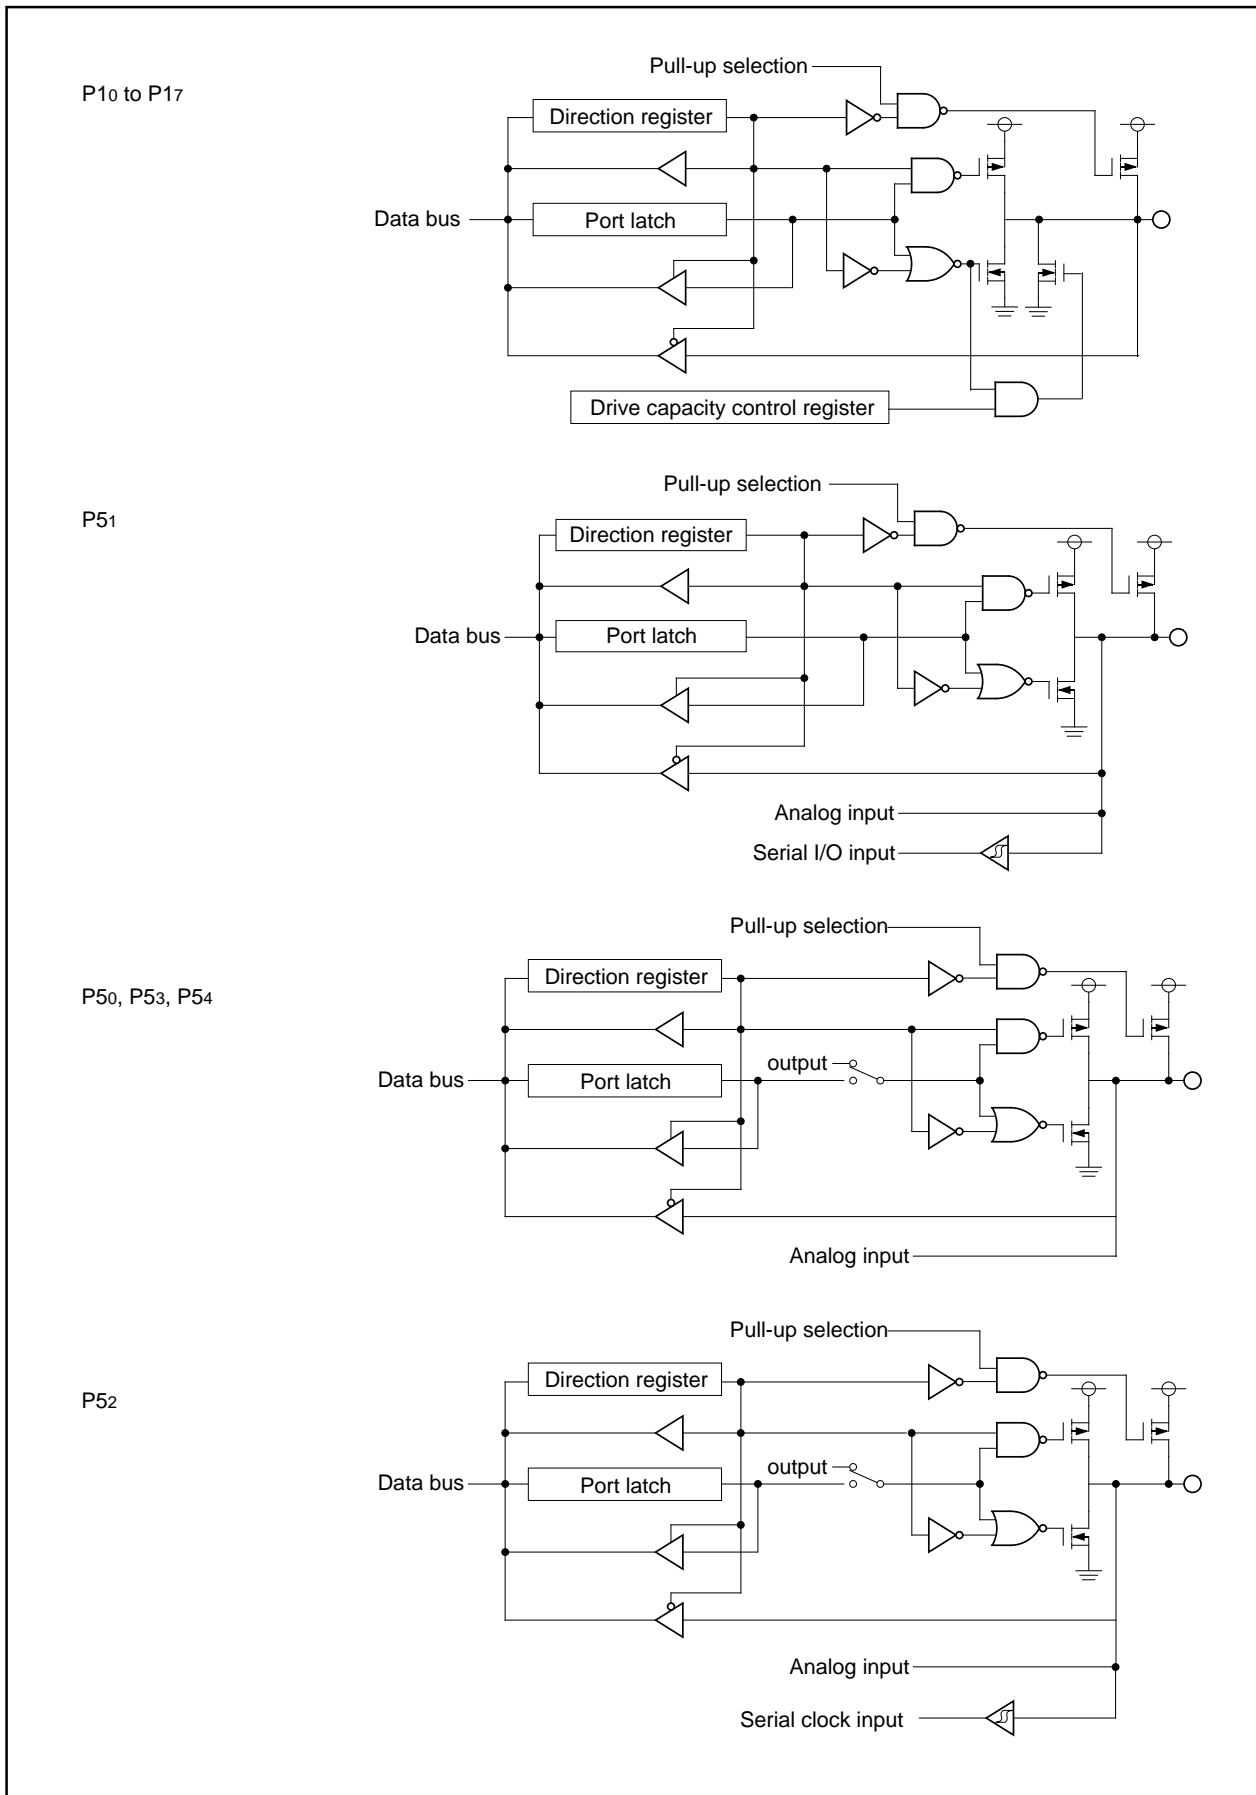 P10 to P17
Pull-up selection
Direction register
Data bus
Port latch
Drive capacity control register
P51
Pull-up selection
Direction register
Data bus
Port latch
Analog input
Serial I/O input
P50, P53, P54
Pull-up selection
Direction register
output
Data bus
Port latch
Analog input
P52
Pull-up selection
Direction register
output
Data bus
Port latch
Analog input
Serial clock input